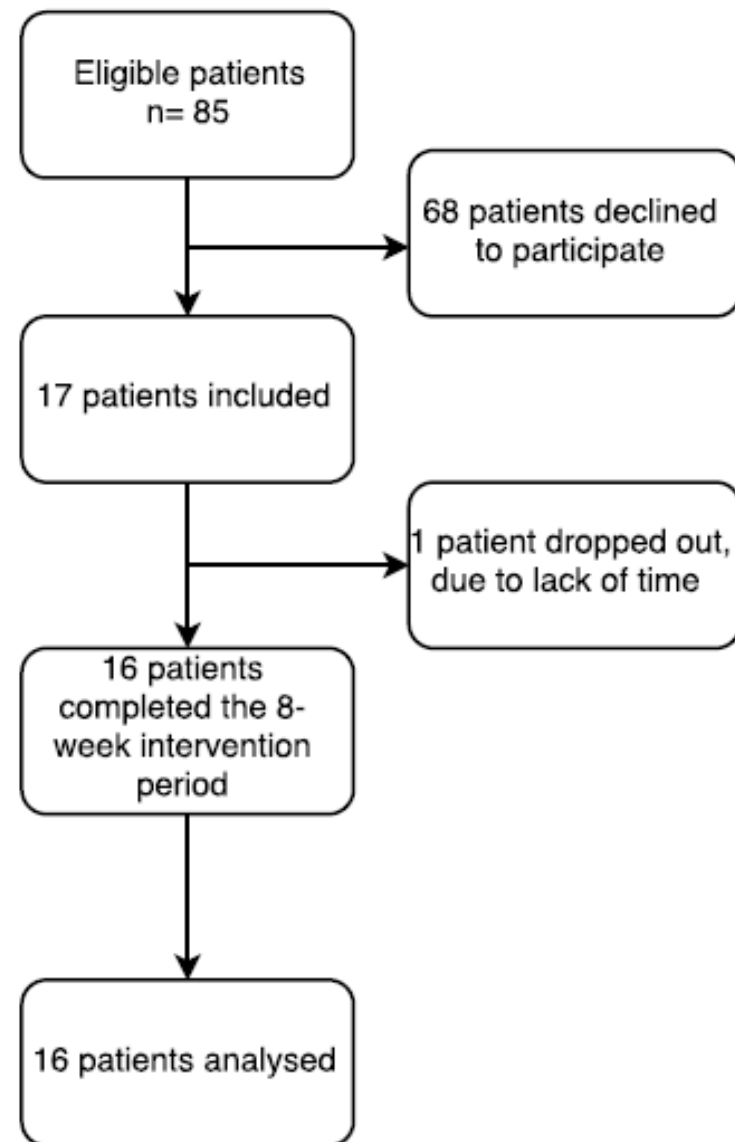 Eligible patients
n= 85
68 patients declined
to participate
17 patients included
1 patient dropped out,
due to lack of time
16 patients
completed the 8-
week intervention
period
16 patients analysed